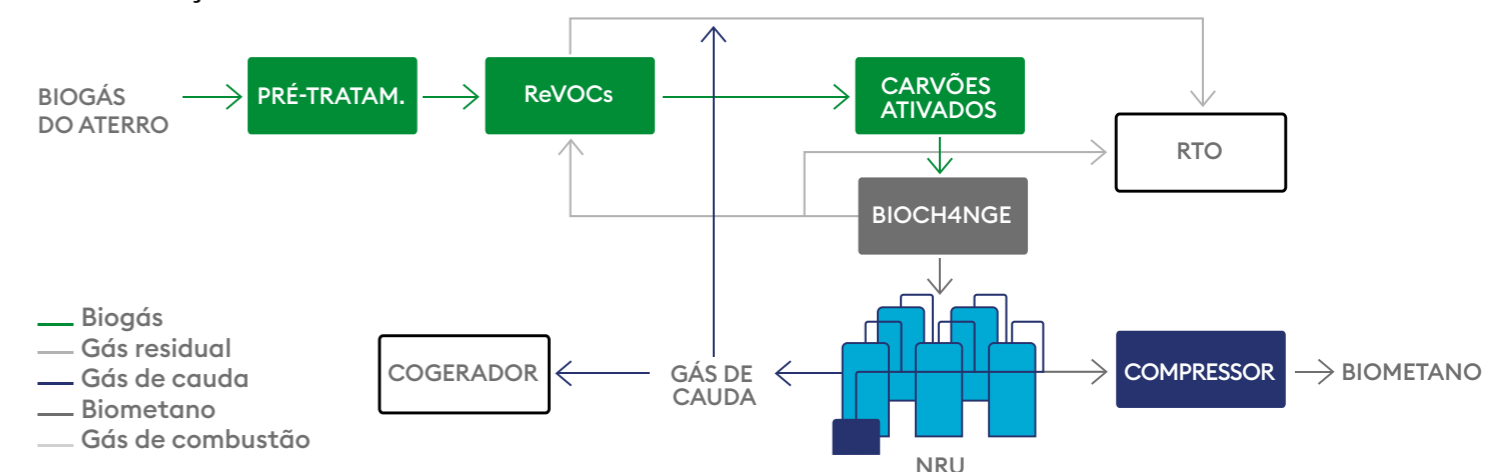 BIOGÁS
DO ATERRO
PRÉ-TRATAM.
ReVOCs
CARVÕES
ATIVADOS
RTO
BIOCH4NGE
Biogás
Gás residual
Gás de cauda
Biometano
Gás de combustão
COGERADOR
GÁS DE
CAUDA
NRU
COMPRESSOR
BIOMETANO